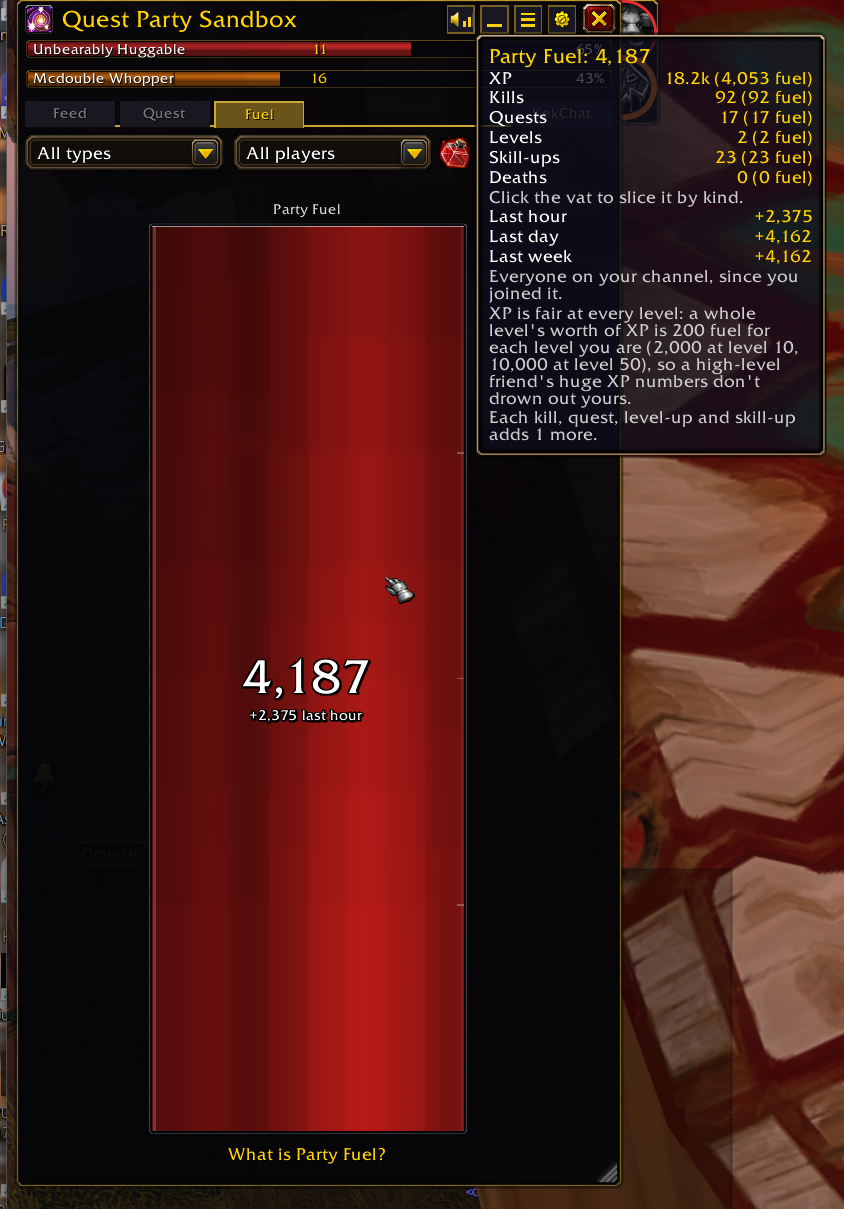 Quest Party Sandbox
Unbearably Huggable 11 65%
Mcdouble Whopper 16 43%
Feed Quest Fuel KekChat
All types All players
Party Fuel
4,187
+2,375 last hour
General
What is Party Fuel?
Party Fuel: 4,187
XP 18.2k (4,053 fuel)
Kills 92 (92 fuel)
Quests 17 (17 fuel)
Levels 2 (2 fuel)
Skill-ups 23 (23 fuel)
Deaths 0 (0 fuel)
Click the vat to slice it by kind.
Last hour +2,375
Last day +4,162
Last week +4,162
Everyone on your channel, since you
joined it.
XP is fair at every level: a whole
level's worth of XP is 200 fuel for
each level you are (2,000 at level 10,
10,000 at level 50), so a high-level
friend's huge XP numbers don't
drown out yours.
Each kill, quest, level-up and skill-up
adds 1 more.